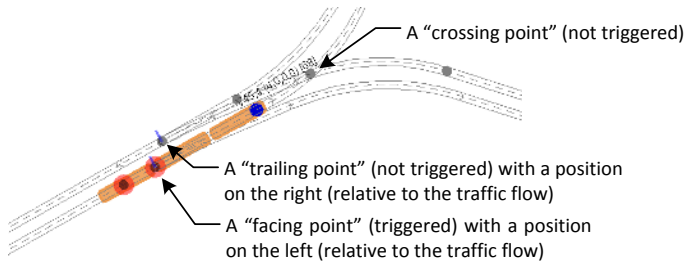 A “crossing point” (not triggered)
A “trailing point” (not triggered) with a position
on the right (relative to the traffic flow)
A “facing point” (triggered) with a position
on the left (relative to the traffic flow)